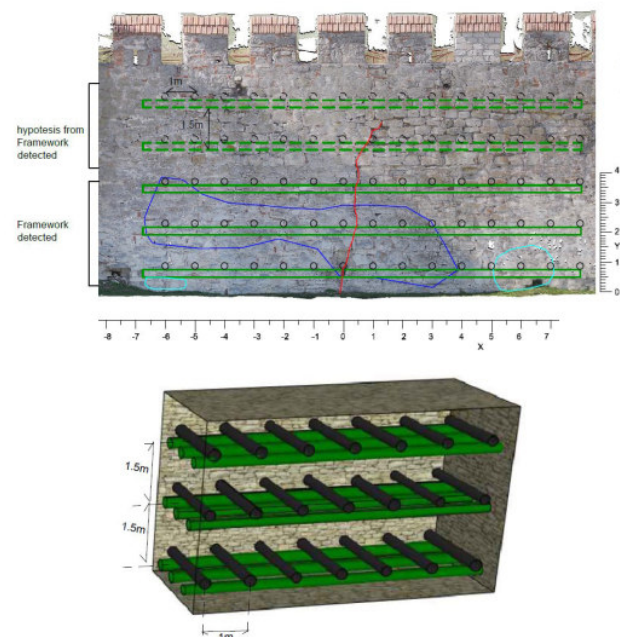 1m
1.5m
hypotesis from
Framework
detected
Framework
detected
4
3
2
Y
1
0
-8 -7 -6 -5 -4 -3 -2 -1 0 1 2 3 4 5 6 7
X
1.5m
1.5m
1m